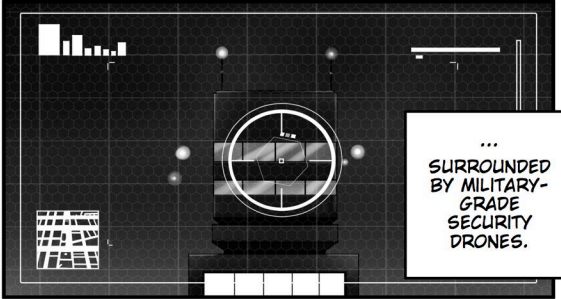 ...
SURROUNDED
BY MILITARY-
GRADE
SECURITY
DRONES.